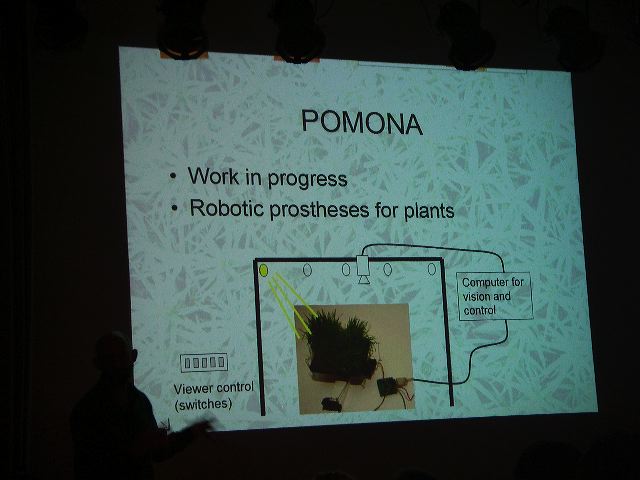 POMONA
• Work in progress
• Robotic prostheses for plants
Computer for
vision and
control
Viewer control
(switches)